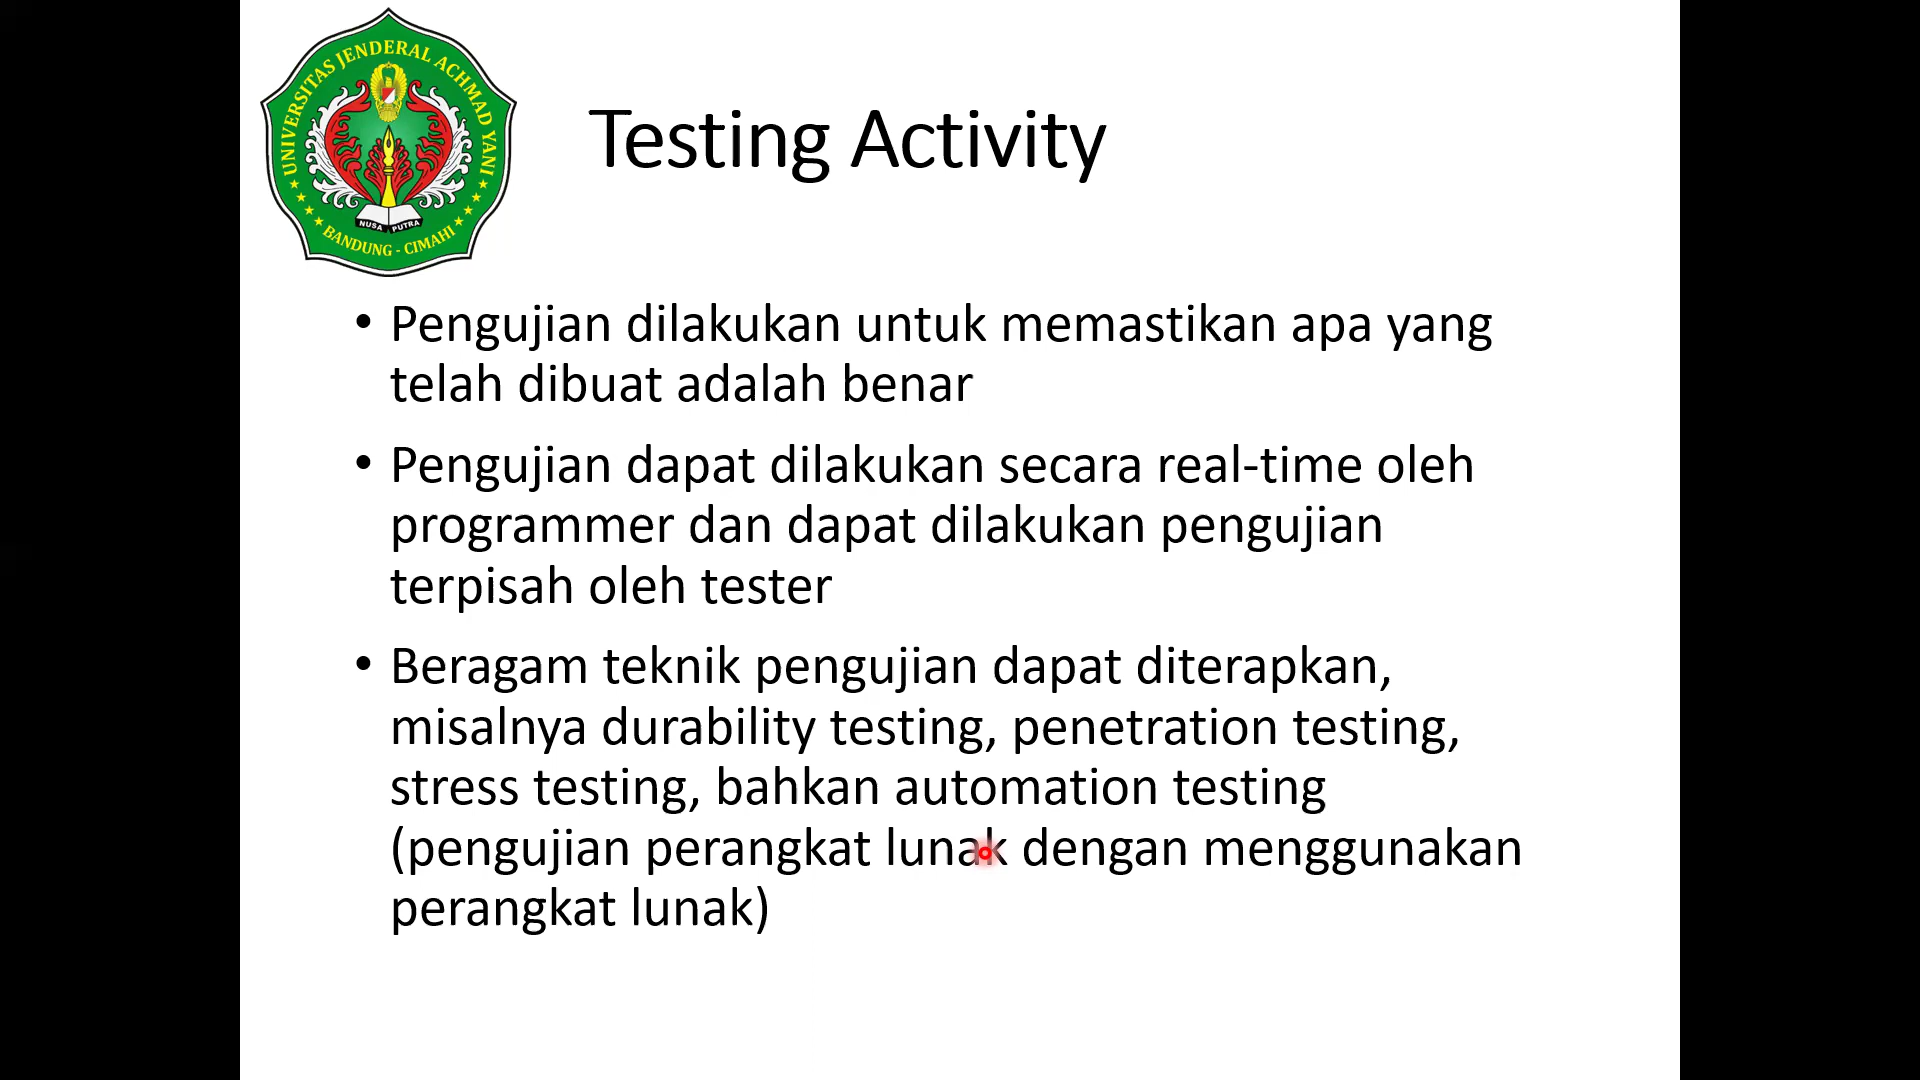 UNIVERSITAS JENDERAL ACHMAD YANI
NUSA PUTRA
BANDUNG - CIMAHI
Testing Activity
• Pengujian dilakukan untuk memastikan apa yang
telah dibuat adalah benar
• Pengujian dapat dilakukan secara real-time oleh
programmer dan dapat dilakukan pengujian
terpisah oleh tester
• Beragam teknik pengujian dapat diterapkan,
misalnya durability testing, penetration testing,
stress testing, bahkan automation testing
(pengujian perangkat lunak dengan menggunakan
perangkat lunak)